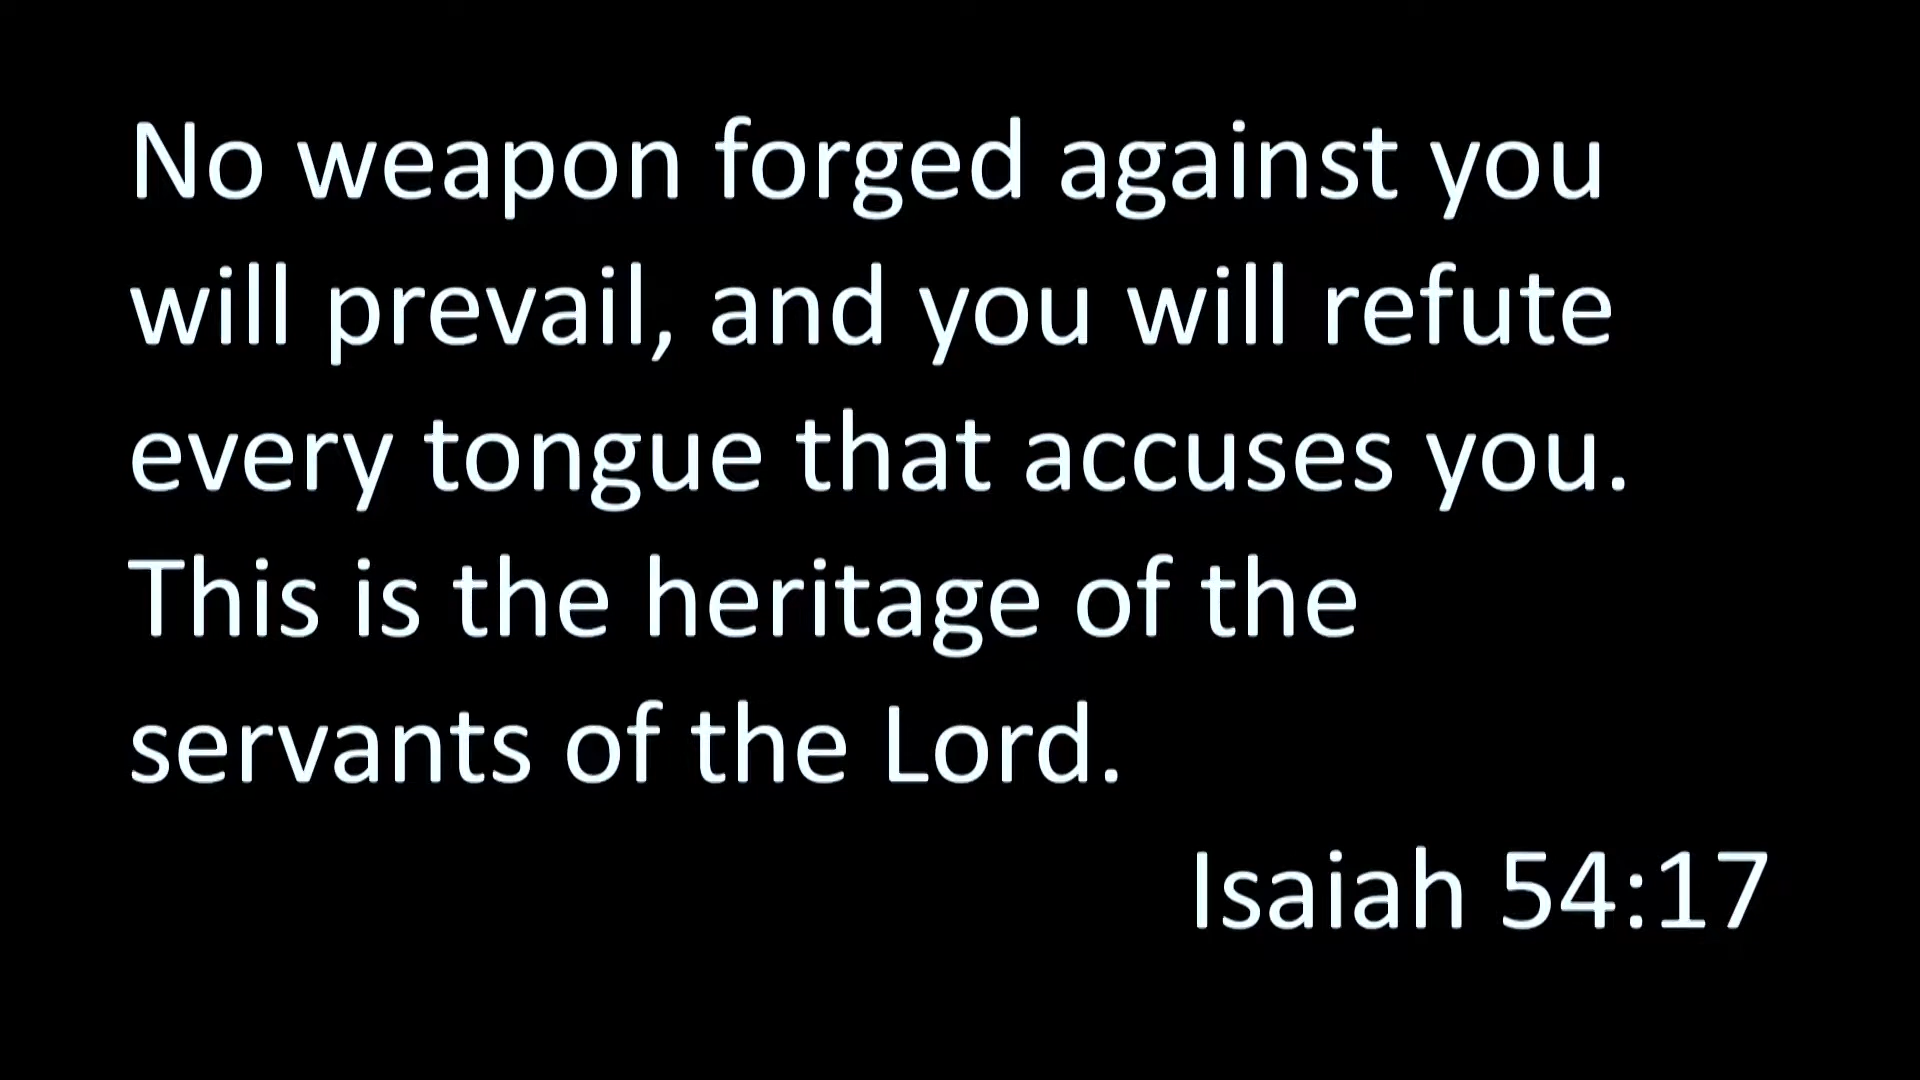 No weapon forged against you
will prevail, and you will refute
every tongue that accuses you.
This is the heritage of the
servants of the Lord.
Isaiah 54:17